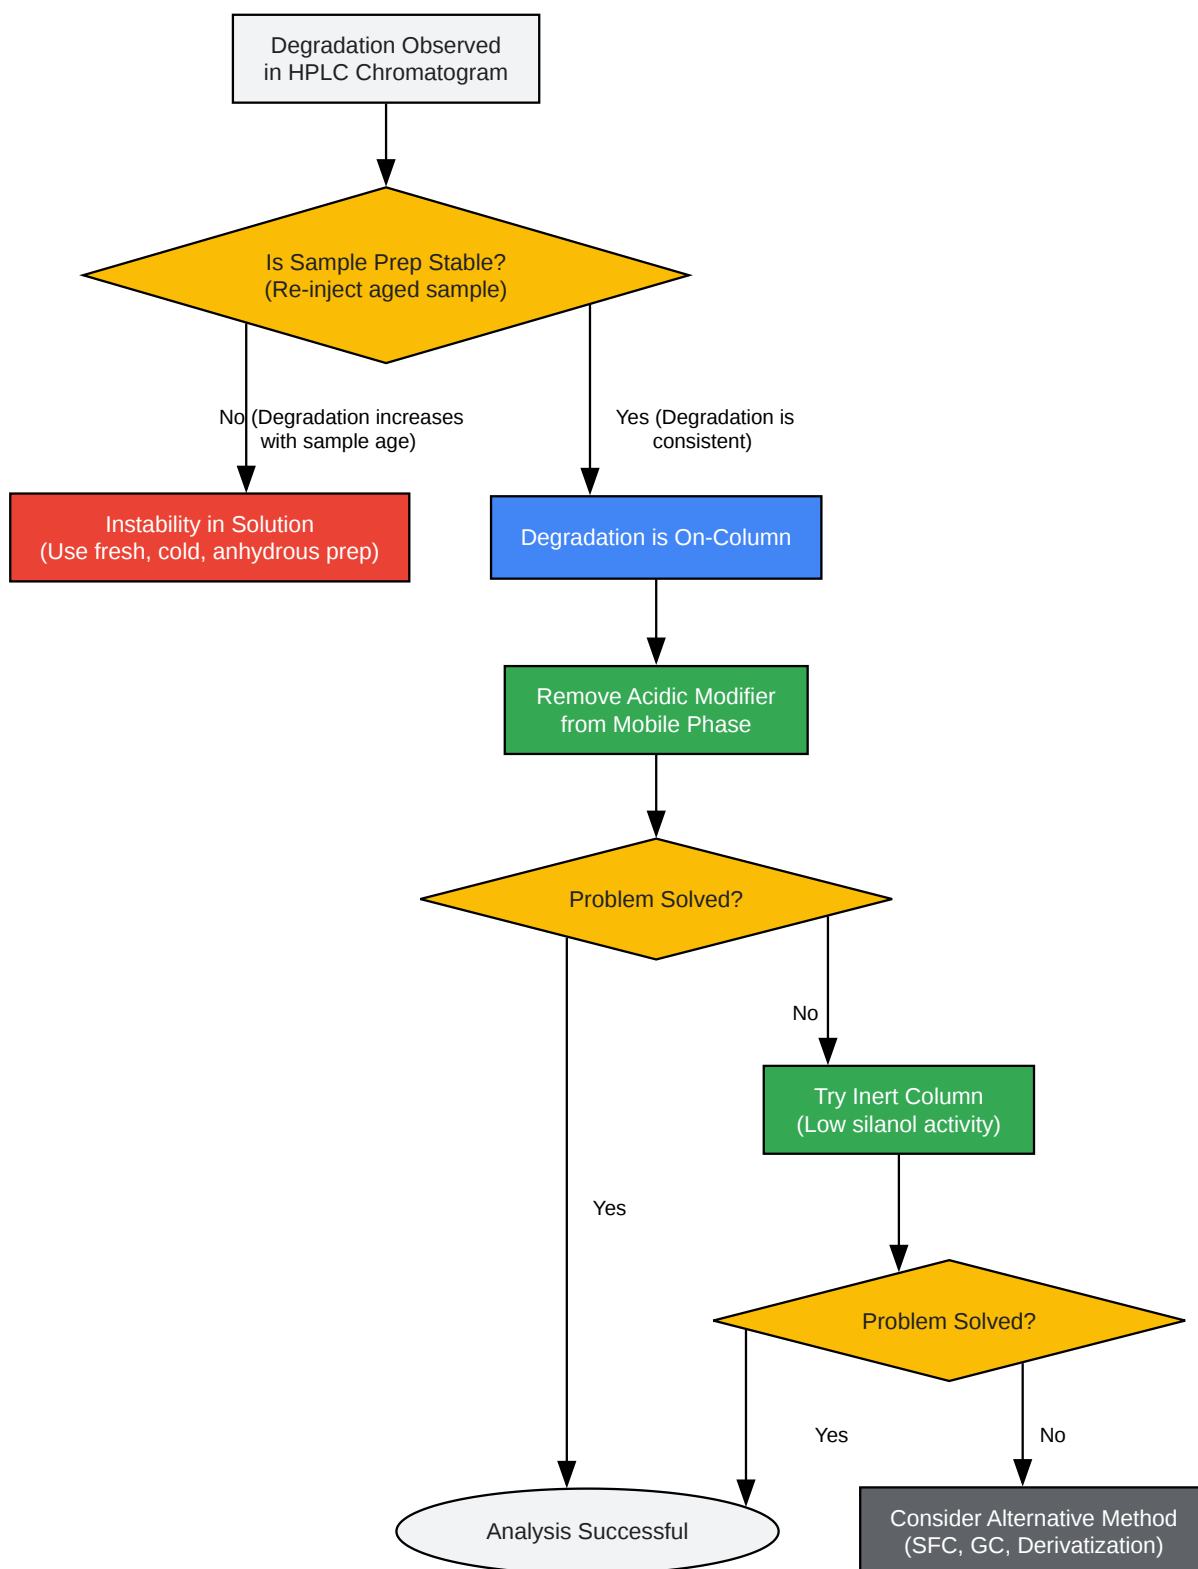 Degradation Observed
in HPLC Chromatogram
Is Sample Prep Stable?
(Re-inject aged sample)
No (Degradation increases
with sample age)
Yes (Degradation is
consistent)
Instability in Solution
(Use fresh, cold, anhydrous prep)
Degradation is On-Column
Remove Acidic Modifier
from Mobile Phase
Problem Solved?
No
Try Inert Column
(Low silanol activity)
Yes
Problem Solved?
Yes
No
Analysis Successful
Consider Alternative Method
(SFC, GC, Derivatization)